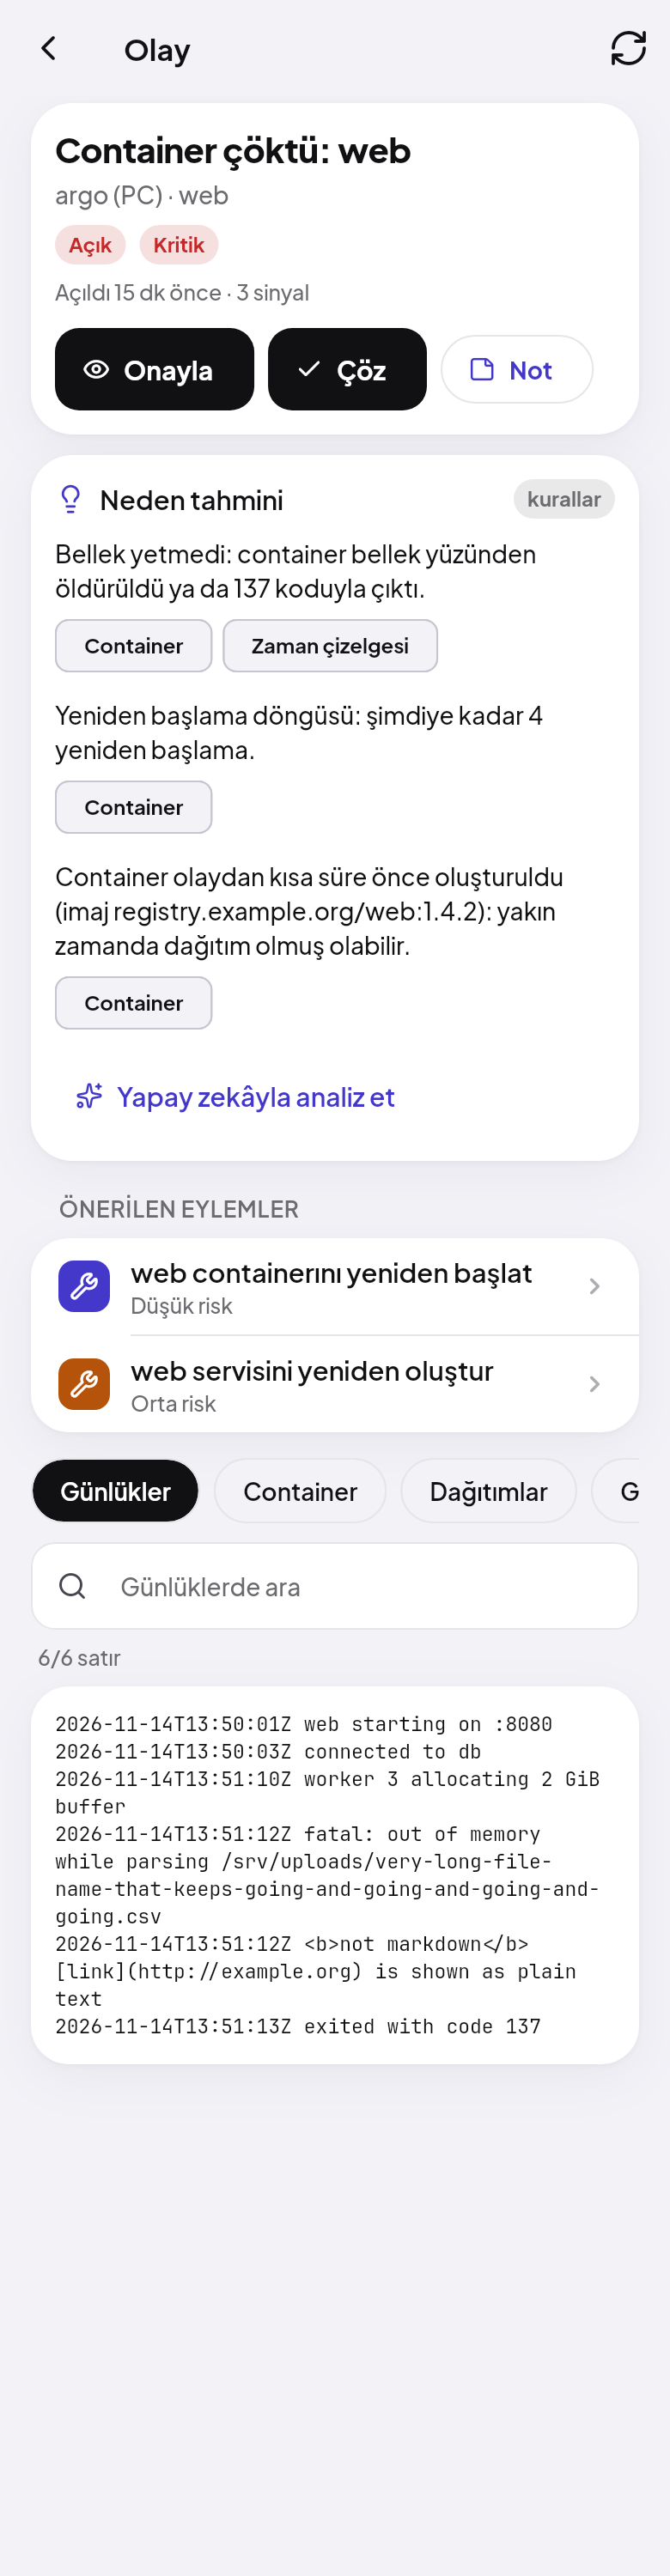 Olay
Container çöktü: web
argo (PC) · web
Açık Kritik
Açıldı 15 dk önce · 3 sinyal
Onayla Çöz Not
Neden tahmini kurallar
Bellek yetmedi: container bellek yüzünden
öldürüldü ya da 137 koduyla çıktı.
Container Zaman çizelgesi
Yeniden başlama döngüsü: şimdiye kadar 4
yeniden başlama.
Container
Container olaydan kısa süre önce oluşturuldu
(imaj registry.example.org/web:1.4.2): yakın
zamanda dağıtım olmuş olabilir.
Container
Yapay zekâyla analiz et
ÖNERİLEN EYLEMLER
web containerını yeniden başlat
Düşük risk
web servisini yeniden oluştur
Orta risk
Günlükler Container Dağıtımlar G
Günlüklerde ara
6/6 satır
2026-11-14T13:50:01Z web starting on :8080
2026-11-14T13:50:03Z connected to db
2026-11-14T13:51:10Z worker 3 allocating 2 GiB
buffer
2026-11-14T13:51:12Z fatal: out of memory
while parsing /srv/uploads/very-long-file-
name-that-keeps-going-and-going-and-going-and-
going.csv
2026-11-14T13:51:12Z <b>not markdown</b>
[link](http://example.org) is shown as plain
text
2026-11-14T13:51:13Z exited with code 137